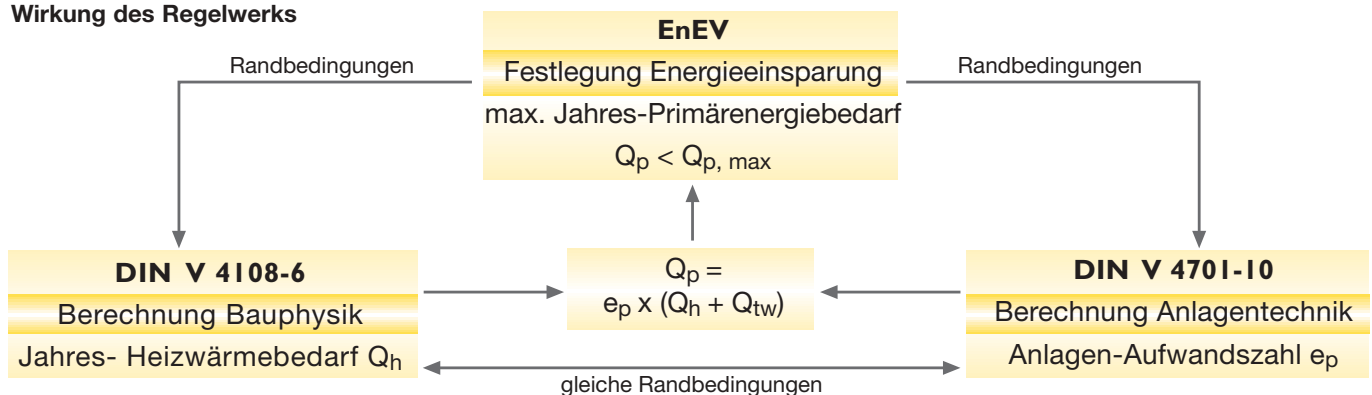 Wirkung des Regelwerks
EnEV
Festlegung Energieeinsparung
max. Jahres-Primärenergiebedarf
Qp < Qp, max
Randbedingungen
Randbedingungen
DIN V 4108-6
Berechnung Bauphysik
Jahres- Heizwärmebedarf Qh
Qp =
ep x (Qh + Qtw)
DIN V 4701-10
Berechnung Anlagentechnik
Anlagen-Aufwandszahl ep
gleiche Randbedingungen